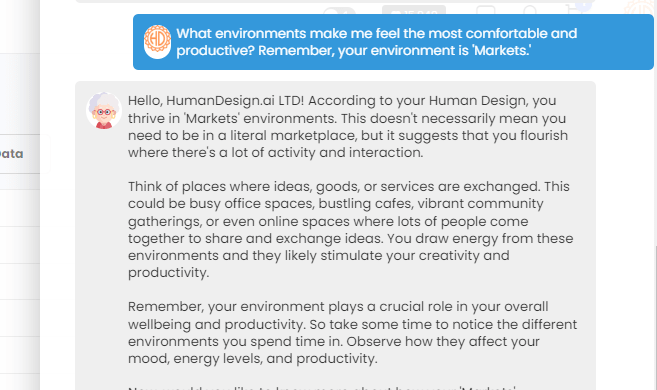 What environments make me feel the most comfortable and
productive? Remember, your environment is 'Markets.'
Hello, HumanDesign.ai LTD! According to your Human Design, you
thrive in 'Markets' environments. This doesn't necessarily mean you
need to be in a literal marketplace, but it suggests that you flourish
where there's a lot of activity and interaction.
ata
Think of places where ideas, goods, or services are exchanged. This
could be busy office spaces, bustling cafes, vibrant community
gatherings, or even online spaces where lots of people come
together to share and exchange ideas. You draw energy from these
environments and they likely stimulate your creativity and
productivity.
Remember, your environment plays a crucial role in your overall
wellbeing and productivity. So take some time to notice the different
environments you spend time in. Observe how they affect your
mood, energy levels, and productivity.